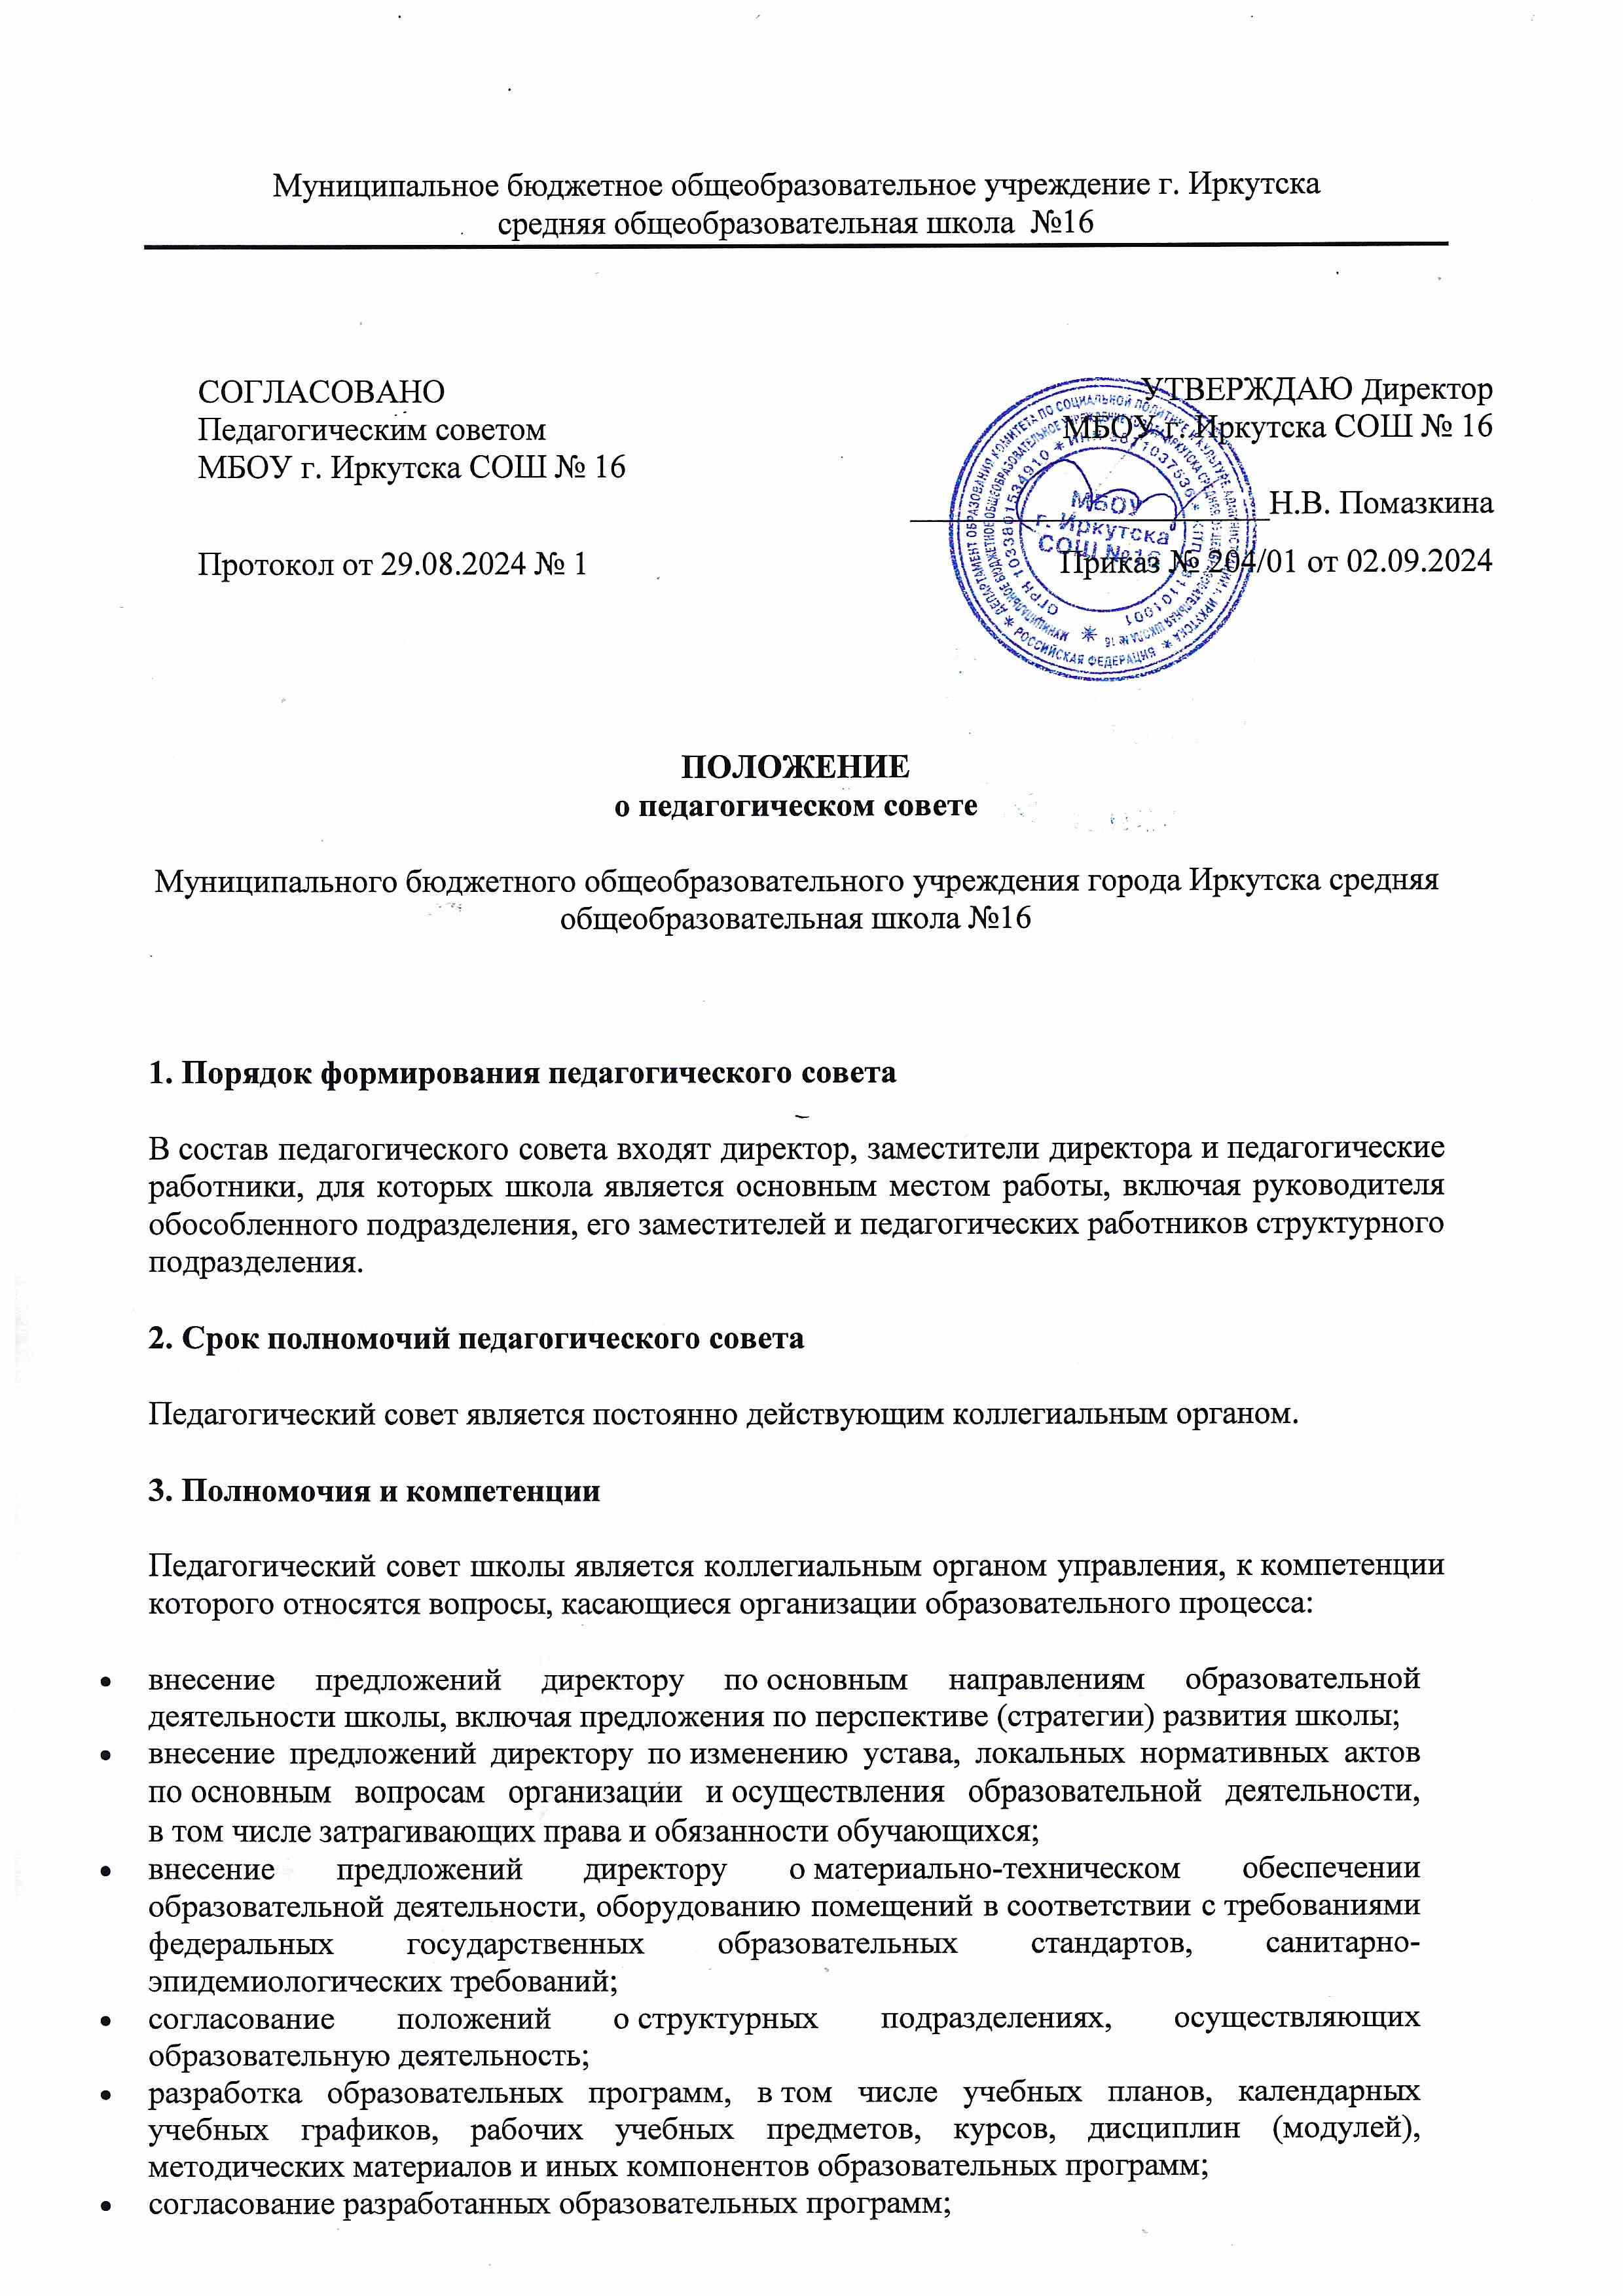 Муниципальное бюджетное общеобразовательное учреждение г. Иркутска
средняя общеобразовательная школа №16
СОГЛАСОВАНО
Педагогическим советом
МБОУ г. Иркутска СОШ № 16
Протокол от 29.08.2024 № 1
УТВЕРЖДАЮ Директор
МБОУ г. Иркутска СОШ № 16
Н.В. Помазкина
Приказ № 204/01 от 02.09.2024
МБОУ
г. Иркутска
СОШ № 16
ОГРН 1033801534910
РОССИЙСКАЯ ФЕДЕРАЦИЯ
ПОЛОЖЕНИЕ
о педагогическом совете
Муниципального бюджетного общеобразовательного учреждения города Иркутска средняя
общеобразовательная школа №16
1. Порядок формирования педагогического совета
В состав педагогического совета входят директор, заместители директора и педагогические
работники, для которых школа является основным местом работы, включая руководителя
обособленного подразделения, его заместителей и педагогических работников структурного
подразделения.
2. Срок полномочий педагогического совета
Педагогический совет является постоянно действующим коллегиальным органом.
3. Полномочия и компетенции
Педагогический совет школы является коллегиальным органом управления, к компетенции
которого относятся вопросы, касающиеся организации образовательного процесса:
• внесение предложений директору по основным направлениям образовательной
деятельности школы, включая предложения по перспективе (стратегии) развития школы;
• внесение предложений директору по изменению устава, локальных нормативных актов
по основным вопросам организации и осуществления образовательной деятельности,
в том числе затрагивающих права и обязанности обучающихся;
• внесение предложений директору о материально-техническом обеспечении
образовательной деятельности, оборудованию помещений в соответствии с требованиями
федеральных государственных образовательных стандартов, санитарно-
эпидемиологических требований;
• согласование положений о структурных подразделениях, осуществляющих
образовательную деятельность;
• разработка образовательных программ, в том числе учебных планов, календарных
учебных графиков, рабочих учебных предметов, курсов, дисциплин (модулей),
методических материалов и иных компонентов образовательных программ;
• согласование разработанных образовательных программ;